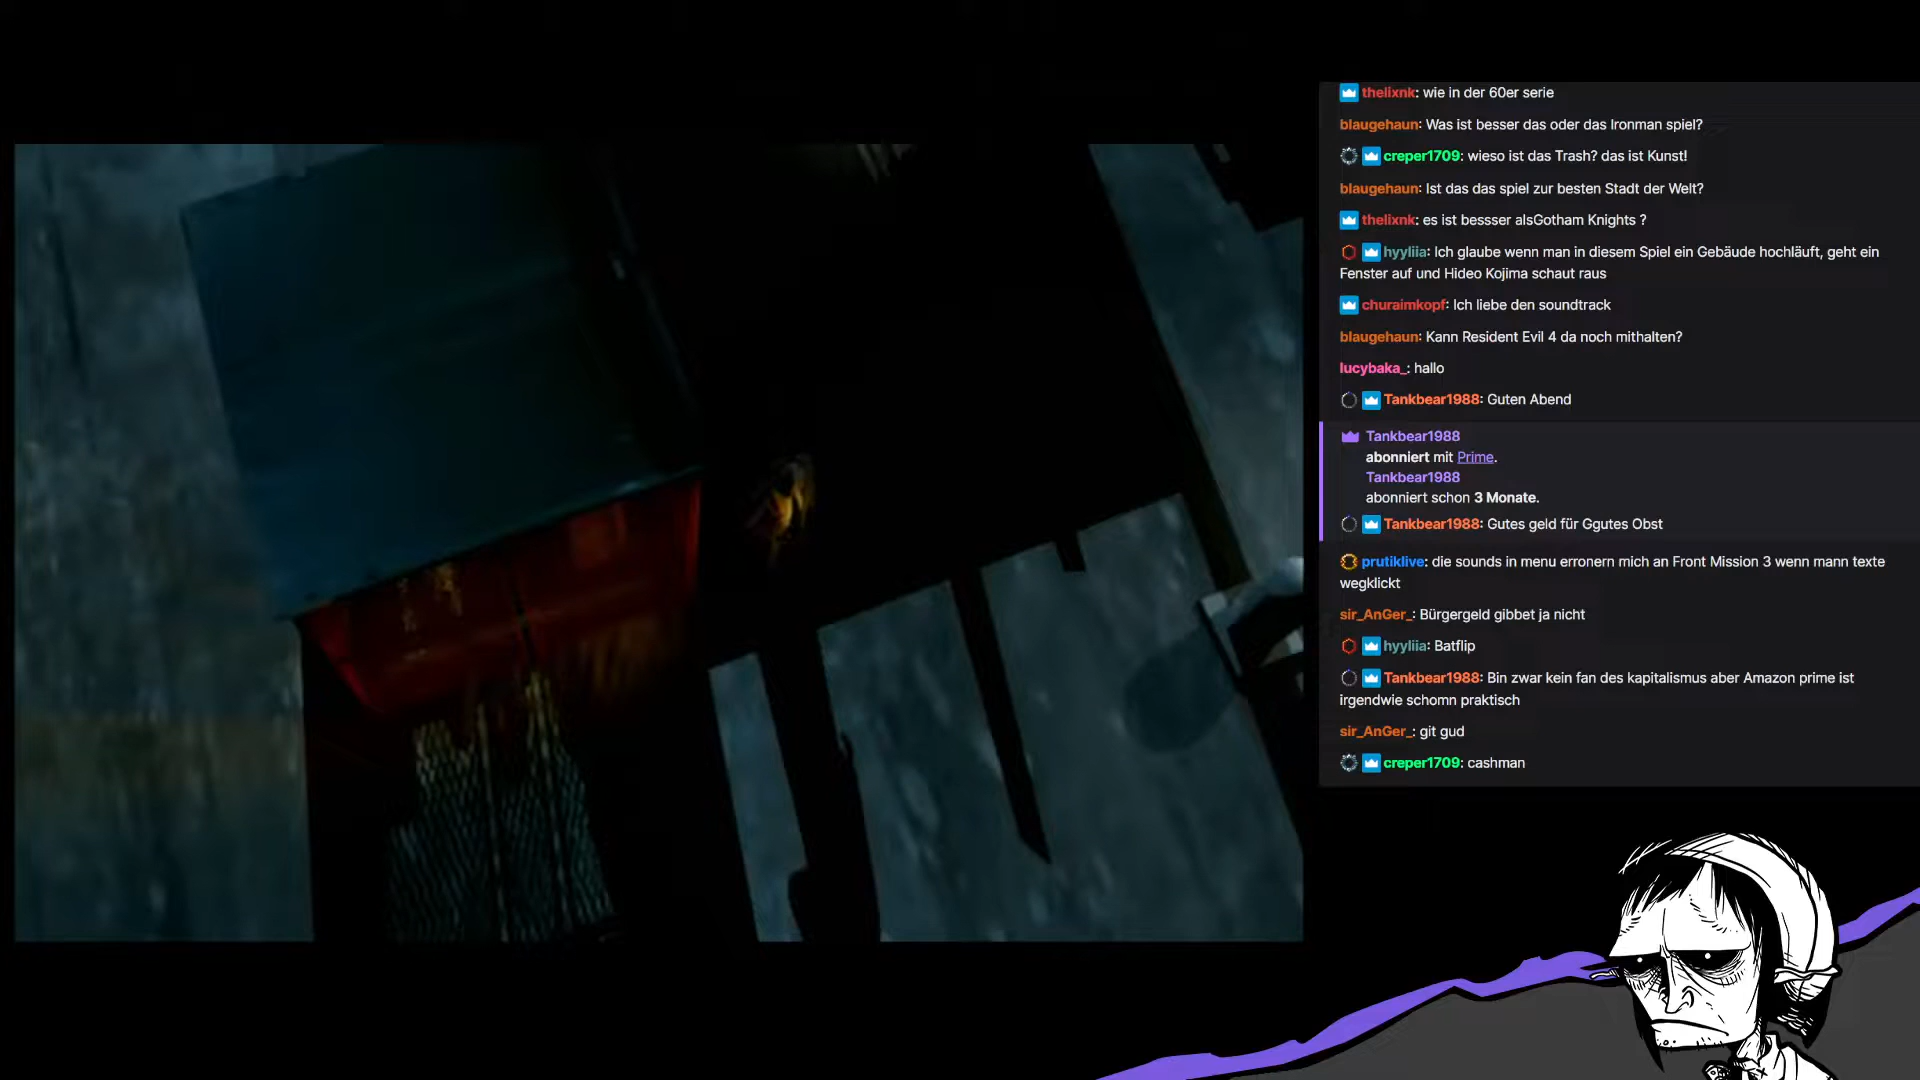 thelixnk: wie in der 60er serie
blaugehaun: Was ist besser das oder das Ironman spiel?
creper1709: wieso ist das Trash? das ist Kunst!
blaugehaun: Ist das das spiel zur besten Stadt der Welt?
thelixnk: es ist bessser alsGotham Knights ?
hyyliia: Ich glaube wenn man in diesem Spiel ein Gebäude hochläuft, geht ein
Fenster auf und Hideo Kojima schaut raus
churaimkopf: Ich liebe den soundtrack
blaugehaun: Kann Resident Evil 4 da noch mithalten?
lucybaka_: hallo
Tankbear1988: Guten Abend
Tankbear1988
abonniert mit Prime.
Tankbear1988
abonniert schon 3 Monate.
Tankbear1988: Gutes geld für Ggutes Obst
prutiklive: die sounds in menu erronern mich an Front Mission 3 wenn mann texte
wegklickt
sir_AnGer_: Bürgergeld gibbet ja nicht
hyyliia: Batflip
Tankbear1988: Bin zwar kein fan des kapitalismus aber Amazon prime ist
irgendwie schomn praktisch
sir_AnGer_: git gud
creper1709: cashman